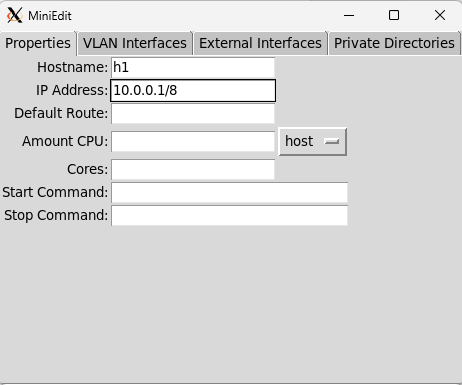 MiniEdit
Properties VLAN Interfaces External Interfaces Private Directories
Hostname: h1
IP Address: 10.0.0.1/8
Default Route:
Amount CPU: host
Cores:
Start Command:
Stop Command: